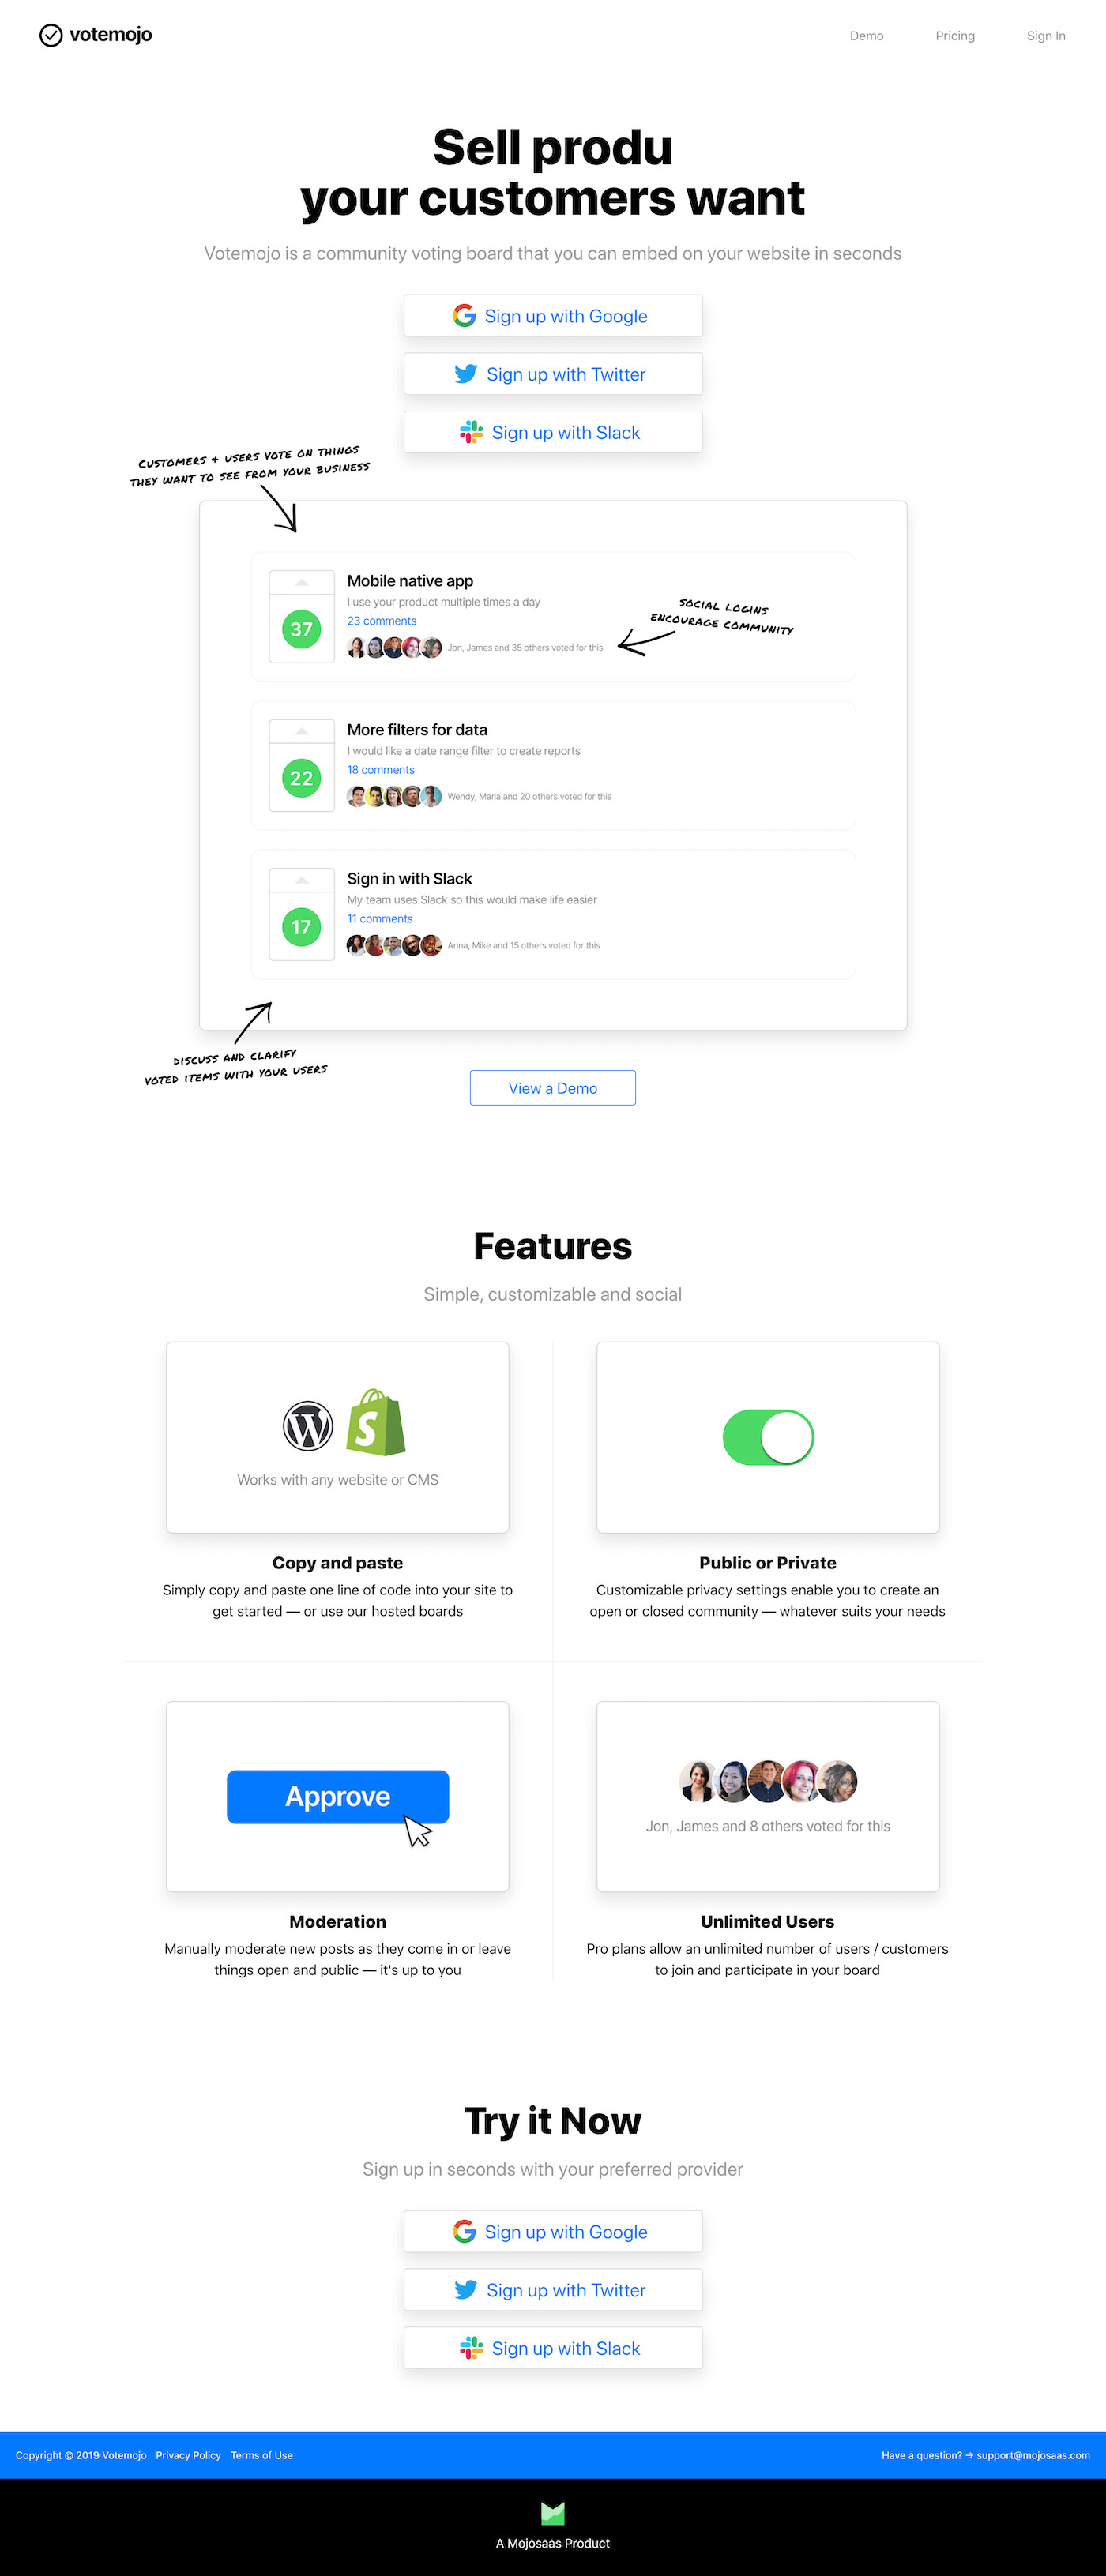 votemojo
Demo
Pricing
Sign In
Sell produ
your customers want
Votemojo is a community voting board that you can embed on your website in seconds
Sign up with Google
Sign up with Twitter
Sign up with Slack
CUSTOMERS & USERS VOTE ON THINGS
THEY WANT TO SEE FROM YOUR BUSINESS
37
Mobile native app
I use your product multiple times a day
23 comments
Jon, James and 35 others voted for this
SOCIAL LOGINS
ENCOURAGE COMMUNITY
22
More filters for data
I would like a date range filter to create reports
18 comments
Wendy, Maria and 20 others voted for this
17
Sign in with Slack
My team uses Slack so this would make life easier
11 comments
Anna, Mike and 15 others voted for this
DISCUSS AND CLARIFY
VOTED ITEMS WITH YOUR USERS
View a Demo
Features
Simple, customizable and social
Works with any website or CMS
Copy and paste
Simply copy and paste one line of code into your site to
get started — or use our hosted boards
Public or Private
Customizable privacy settings enable you to create an
open or closed community — whatever suits your needs
Approve
Moderation
Manually moderate new posts as they come in or leave
things open and public — it's up to you
Jon, James and 8 others voted for this
Unlimited Users
Pro plans allow an unlimited number of users / customers
to join and participate in your board
Try it Now
Sign up in seconds with your preferred provider
Sign up with Google
Sign up with Twitter
Sign up with Slack
Copyright © 2019 Votemojo Privacy Policy Terms of Use
Have a question? → support@mojosaas.com
A Mojosaas Product